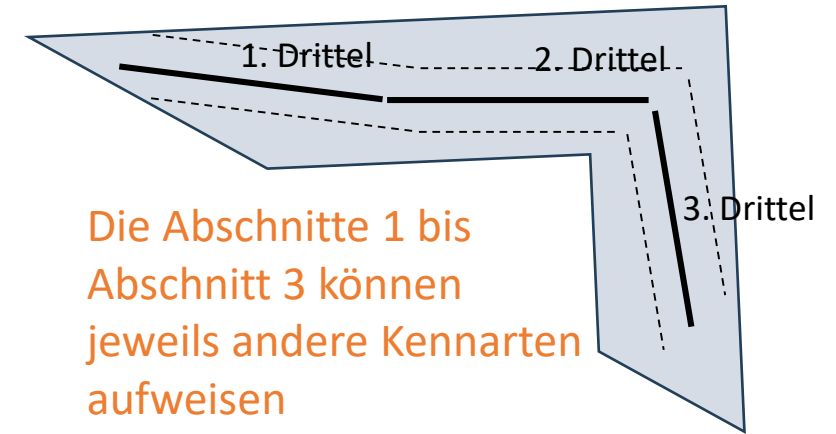 1. Drittel
2. Drittel
3. Drittel
Die Abschnitte 1 bis
Abschnitt 3 können
jeweils andere Kennarten
aufweisen